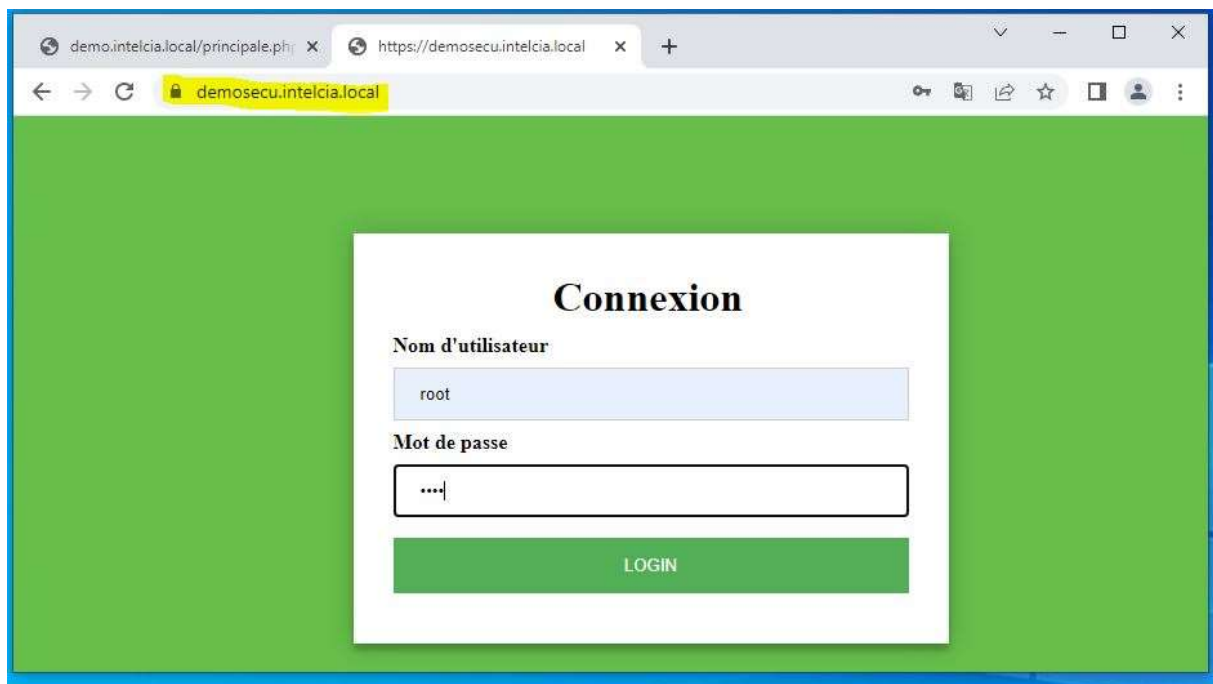 demo.intelcia.local/principale.ph
https://demosecu.intelcia.local
demosecu.intelcia.local
Connexion
Nom d'utilisateur
root
Mot de passe
••••
LOGIN